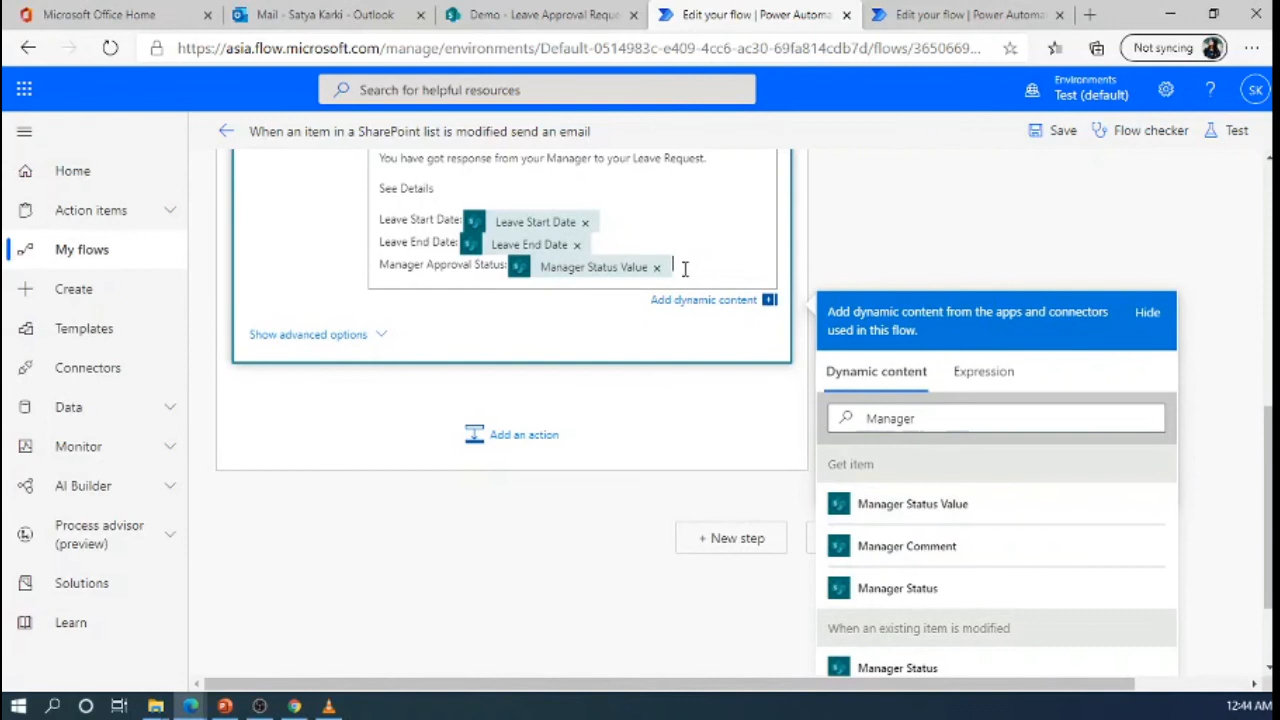 Microsoft Office Home
Mail - Satya Karki - Outlook
Demo - Leave Approval Reque
Edit your flow | Power Automa
Edit your flow | Power Automa
https://asia.flow.microsoft.com/manage/environments/Default-0514983c-e409-4cc6-ac30-69fa814cdb7d/flows/3650669...
Not syncing
Search for helpful resources
Environments
Test (default)
SK
When an item in a SharePoint list is modified send an email
Save
Flow checker
Test
Home
Action items
My flows
Create
Templates
Connectors
Data
Monitor
AI Builder
Process advisor
(preview)
Solutions
Learn
You have got response from your Manager to your Leave Request.
See Details
Leave Start Date: Leave Start Date
Leave End Date: Leave End Date
Manager Approval Status: Manager Status Value
Add dynamic content
Show advanced options
Add an action
+ New step
Add dynamic content from the apps and connectors
used in this flow.
Hide
Dynamic content
Expression
Manager
Get item
Manager Status Value
Manager Comment
Manager Status
When an existing item is modified
Manager Status
12:44 AM